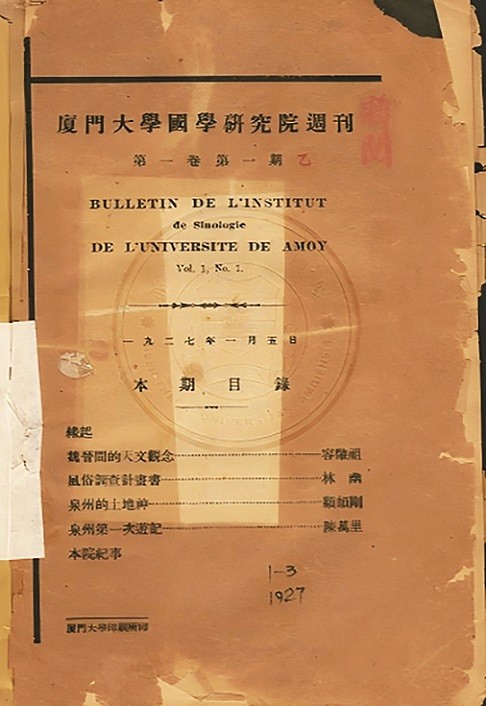 廈門大學國學研究院週刊
第一卷第一期 乙
BULLETIN DE L'INSTITUT
de Sinologie
DE L'UNIVERSITE DE AMOY
Vol. 1, No. 1.
一九二七年一月五日
本期目錄
緣起
魏晉間的天文觀念 容肇祖
風俗調查計畫書 林幽
泉州的土地神 顧頡剛
泉州第一次遊記 陳萬里
本院紀事
1-3
1927
廈門大學印刷所印